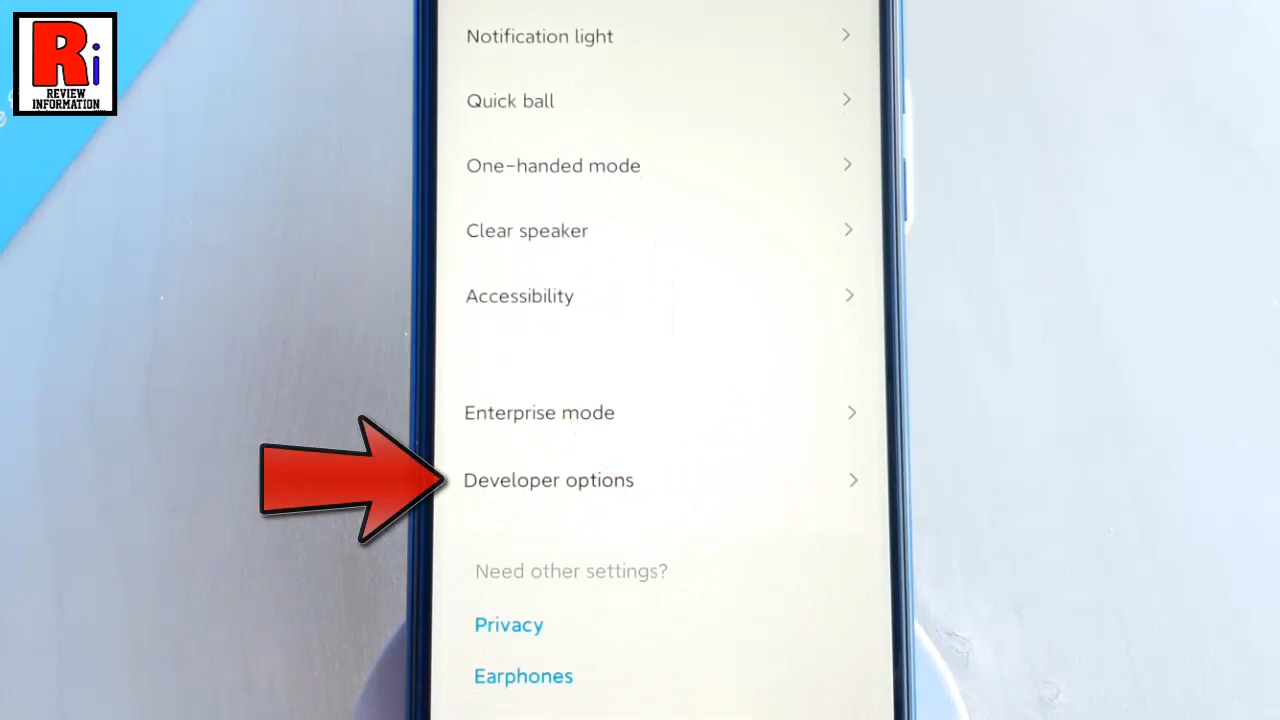 Ri
REVIEW
INFORMATION
Notification light
Quick ball
One-handed mode
Clear speaker
Accessibility
Enterprise mode
Developer options
Need other settings?
Privacy
Earphones